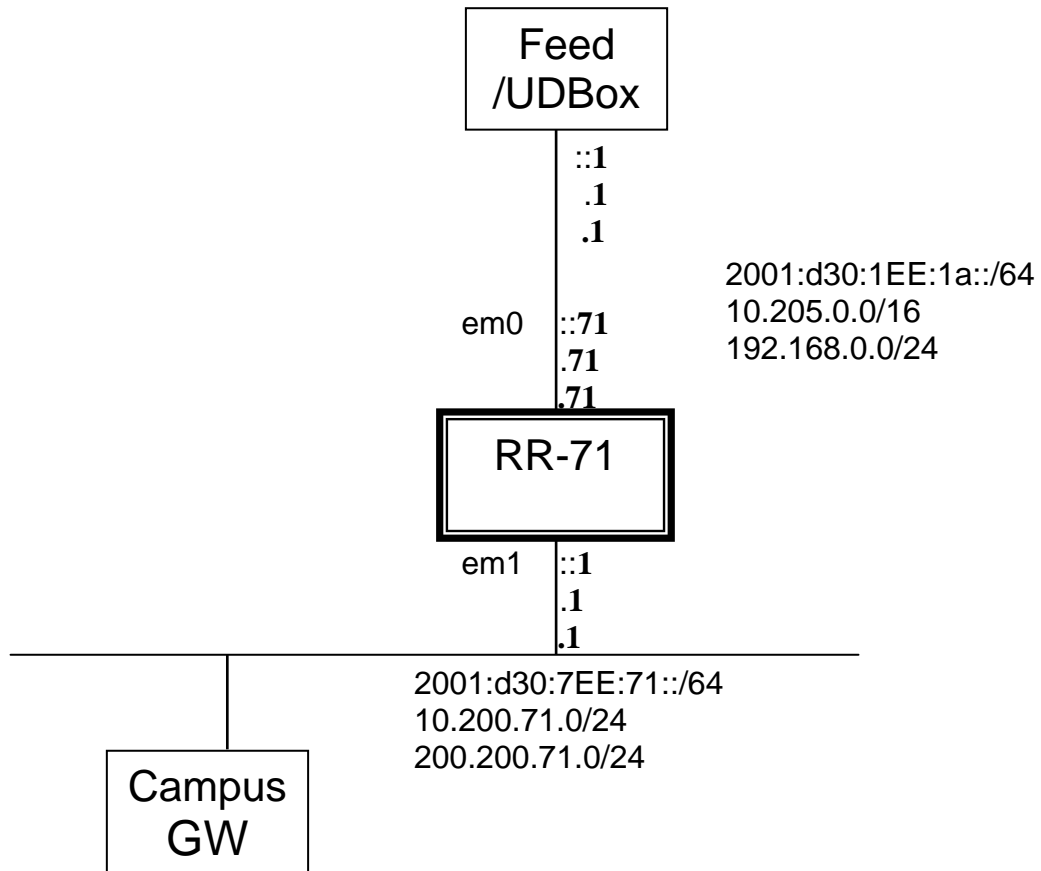 Feed
/UDBox
::1
.1
.1
2001:d30:1EE:1a::/64
10.205.0.0/16
192.168.0.0/24
em0
::71
.71
.71
RR-71
em1
::1
.1
.1
2001:d30:7EE:71::/64
10.200.71.0/24
200.200.71.0/24
Campus
GW